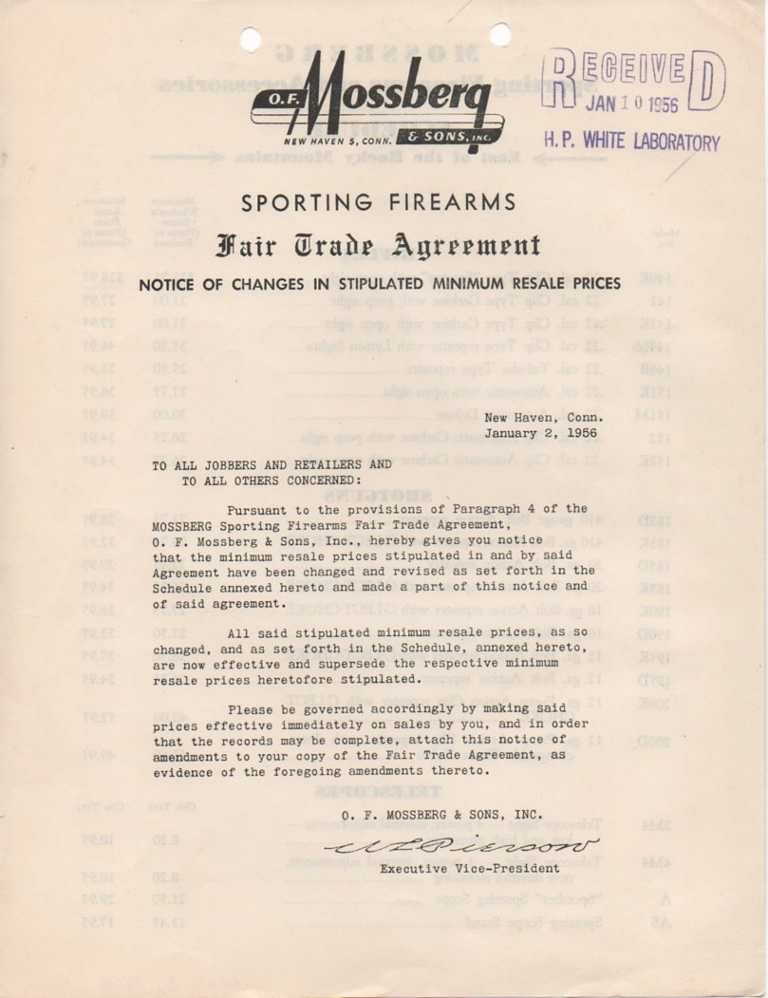 O.F. Mossberg
& SONS, INC.
NEW HAVEN 5, CONN.
RECEIVED
JAN 10 1956
H. P. WHITE LABORATORY
SPORTING FIREARMS
Fair Trade Agreement
NOTICE OF CHANGES IN STIPULATED MINIMUM RESALE PRICES
New Haven, Conn.
January 2, 1956
TO ALL JOBBERS AND RETAILERS AND
TO ALL OTHERS CONCERNED:
Pursuant to the provisions of Paragraph 4 of the
MOSSBERG Sporting Firearms Fair Trade Agreement,
O. F. Mossberg & Sons, Inc., hereby gives you notice
that the minimum resale prices stipulated in and by said
Agreement have been changed and revised as set forth in the
Schedule annexed hereto and made a part of this notice and
of said agreement.
All said stipulated minimum resale prices, as so
changed, and as set forth in the Schedule, annexed hereto,
are now effective and supersede the respective minimum
resale prices heretofore stipulated.
Please be governed accordingly by making said
prices effective immediately on sales by you, and in order
that the records may be complete, attach this notice of
amendments to your copy of the Fair Trade Agreement, as
evidence of the foregoing amendments thereto.
O. F. MOSSBERG & SONS, INC.
Executive Vice-President